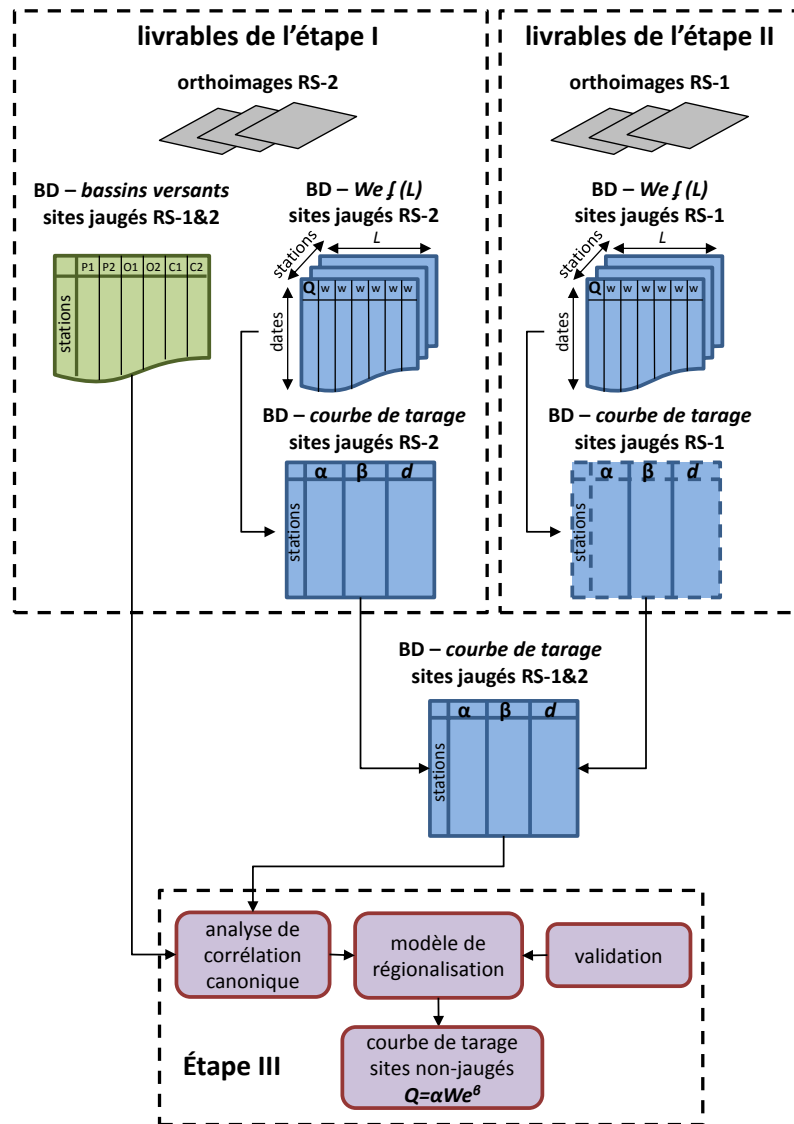 livrables de l'étape I
orthoimages RS-2
BD – bassins versants
sites jaugés RS-1&2
P1 P2 O1 O2 C1 C2
stations
BD – We ∫ (L)
sites jaugés RS-2
stations
L
Q w w w w w w
dates
BD – courbe de tarage
sites jaugés RS-2
α β d
stations
livrables de l'étape II
orthoimages RS-1
BD – We ∫ (L)
sites jaugés RS-1
stations
L
Q w w w w w w
dates
BD – courbe de tarage
sites jaugés RS-1
α β d
stations
BD – courbe de tarage
sites jaugés RS-1&2
α β d
stations
analyse de
corrélation
canonique
modèle de
régionalisation
validation
Étape III
courbe de tarage
sites non-jaugés
Q=αWe^β